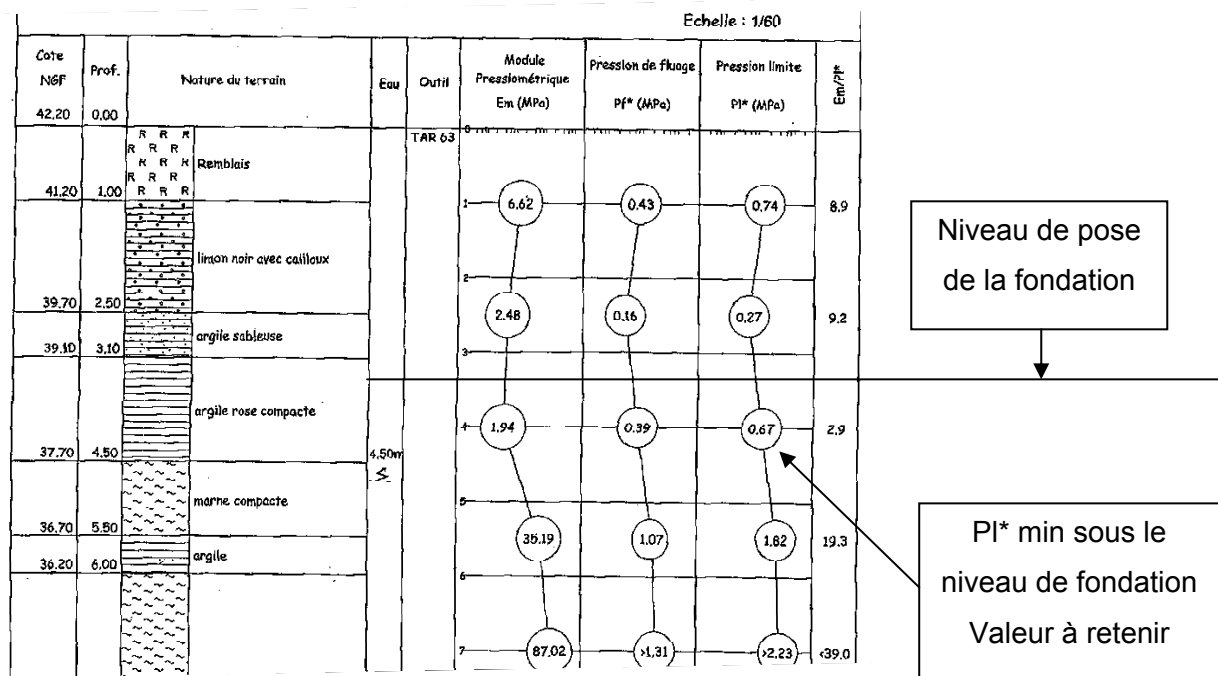 Echelle : 1/60
Cote NGF
Prof.
Nature du terrain
Eau
Outil
Module Pressiométrique Em (MPa)
Pression de fluage Pf* (MPa)
Pression limite Pl* (MPa)
Em/Pl*
42,20 0,00
0
TAR 63
R R R
R R R
R R R
R R R
R R R
Remblais
41,20 1,00
1 6,62 0,43 0,74 8,9
limon noir avec cailloux
2
39,70 2,50
2,48 0,16 0,27 9,2
argile sableuse
39,10 3,10
3
argile rose compacte
4 1,94 0,39 0,67 2,9
37,70 4,50
4,50m
marne compacte
5
36,70 5,50
35,19 1,07 1,82 19,3
argile
36,20 6,00
6
7 87,02 >1,31 >2,23 <39,0
Niveau de pose
de la fondation
Pl* min sous le
niveau de fondation
Valeur à retenir